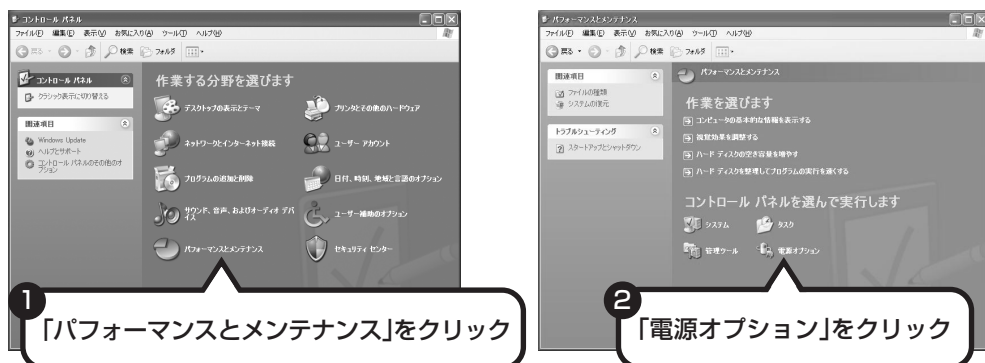 コントロール パネル
ファイル(F) 編集(E) 表示(V) お気に入り(A) ツール(T) ヘルプ(H)
戻る 検索 フォルダ
コントロール パネル
クラシック表示に切り替える
関連項目
Windows Update
ヘルプとサポート
コントロール パネルのその他のオプション
作業する分野を選びます
デスクトップの表示とテーマ
プリンタとその他のハードウェア
ネットワークとインターネット接続
ユーザー アカウント
プログラムの追加と削除
日付、時刻、地域と言語のオプション
サウンド、音声、およびオーディオ デバ
イス
ユーザー補助のオプション
パフォーマンスとメンテナンス
セキュリティ センター
1
「パフォーマンスとメンテナンス」をクリック
パフォーマンスとメンテナンス
ファイル(F) 編集(E) 表示(V) お気に入り(A) ツール(T) ヘルプ(H)
戻る 検索 フォルダ
関連項目
ファイルの種類
システムの復元
トラブルシューティング
スタートアップとシャットダウン
パフォーマンスとメンテナンス
作業を選びます
コンピュータの基本的な情報を表示する
視覚効果を調整する
ハード ディスクの空き容量を増やす
ハード ディスクを整理してプログラムの実行を速くする
コントロール パネルを選んで実行します
システム
タスク
管理ツール
電源オプション
2
「電源オプション」をクリック